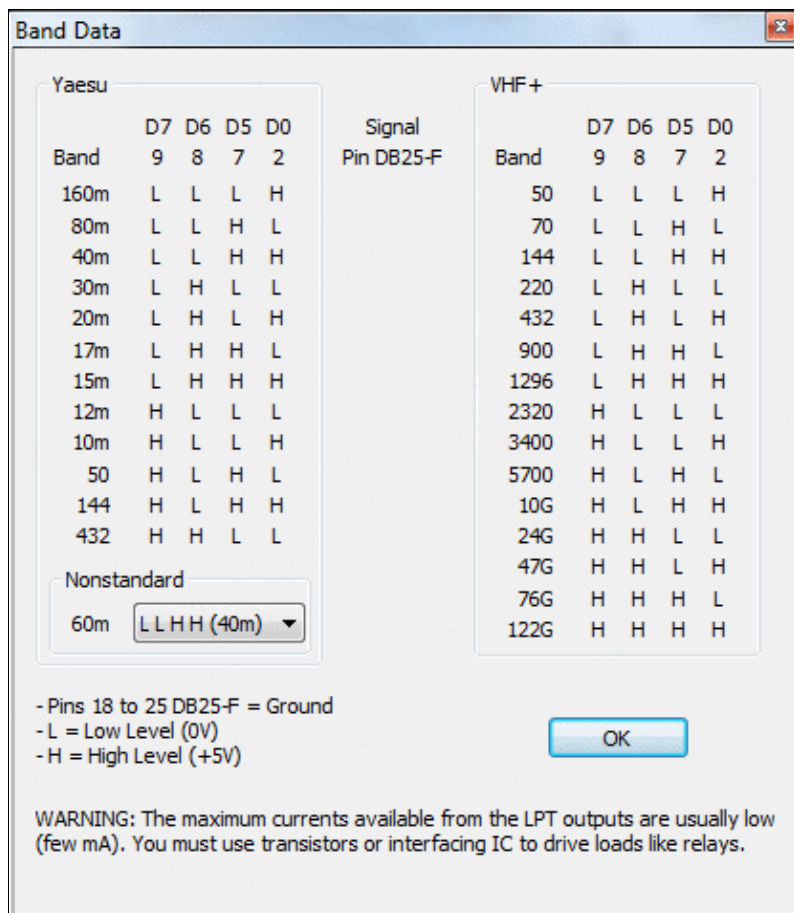 Band Data
Yaesu
D7 D6 D5 D0
Band 9 8 7 2
160m L L L H
80m L L H L
40m L L H H
30m L H L L
20m L H L H
17m L H H L
15m L H H H
12m H L L L
10m H L L H
50 H L H L
144 H L H H
432 H H L L
Nonstandard
60m L L H H (40m)
Signal
Pin DB25-F
VHF+
D7 D6 D5 D0
Band 9 8 7 2
50 L L L H
70 L L H L
144 L L H H
220 L H L L
432 L H L H
900 L H H L
1296 L H H H
2320 H L L L
3400 H L L H
5700 H L H L
10G H L H H
24G H H L L
47G H H L H
76G H H H L
122G H H H H
- Pins 18 to 25 DB25-F = Ground
- L = Low Level (0V)
- H = High Level (+5V)
OK
WARNING: The maximum currents available from the LPT outputs are usually low
(few mA). You must use transistors or interfacing IC to drive loads like relays.